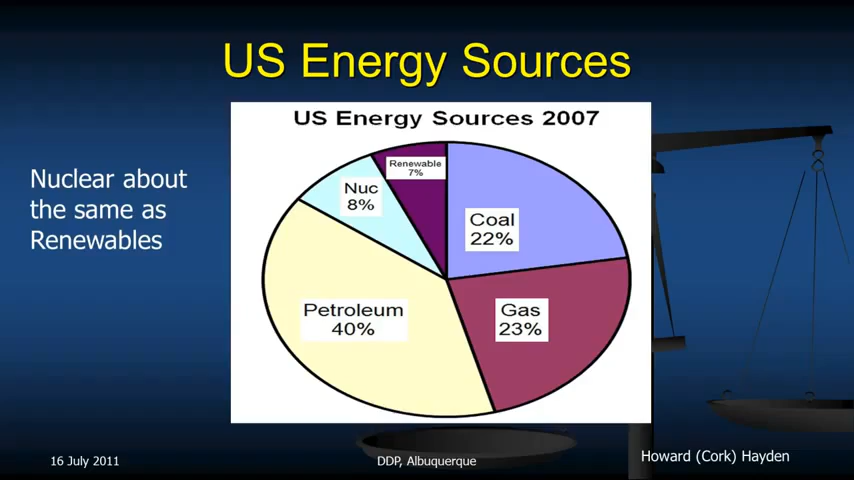 US Energy Sources
US Energy Sources 2007
Nuclear about
the same as
Renewables
Renewable
7%
Nuc
8%
Coal
22%
Petroleum
40%
Gas
23%
16 July 2011
DDP, Albuquerque
Howard (Cork) Hayden